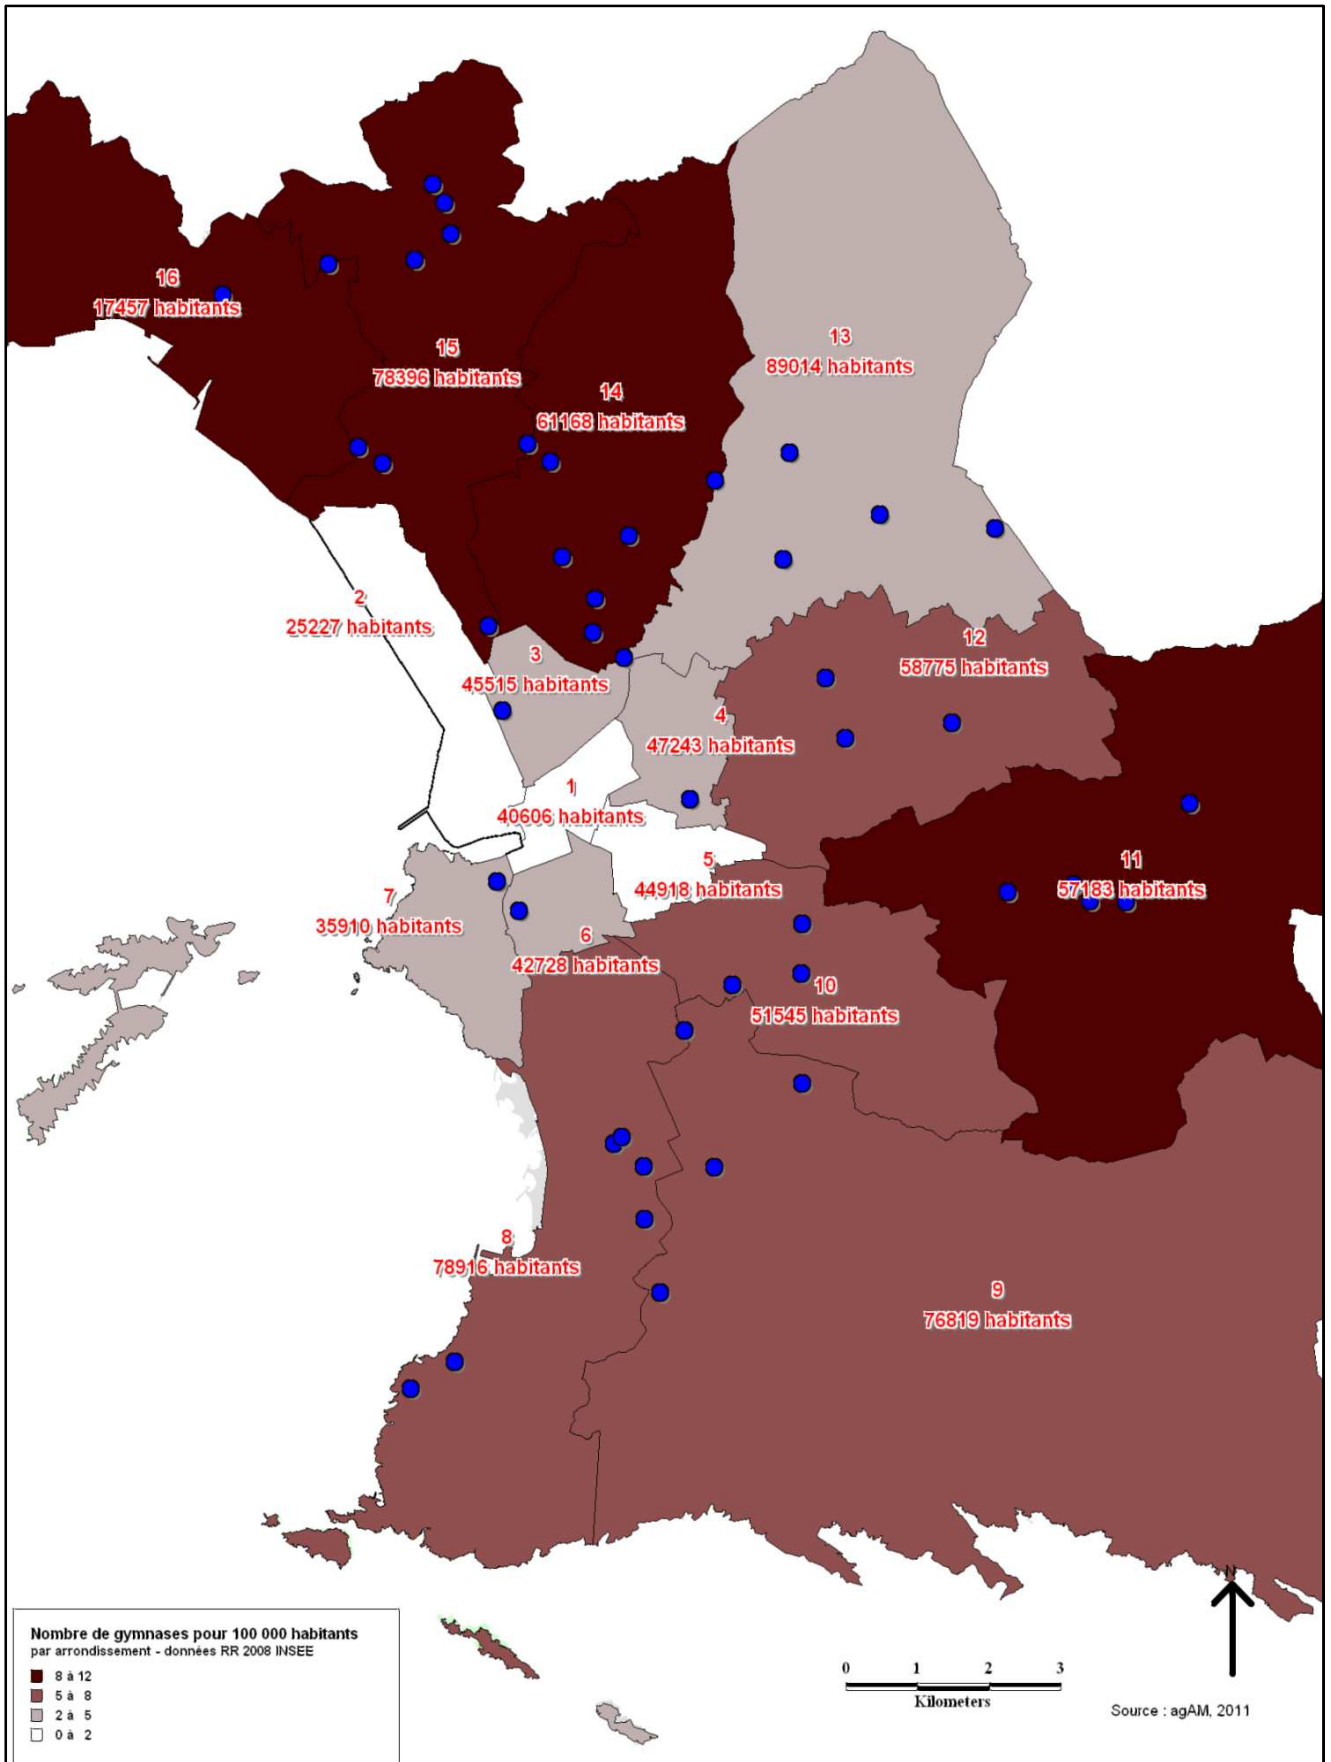 16
17457 habitants
15
78396 habitants
13
89014 habitants
14
61168 habitants
2
25227 habitants
3
45515 habitants
12
58775 habitants
4
47243 habitants
1
40606 habitants
5
44918 habitants
11
57183 habitants
7
35910 habitants
6
42728 habitants
10
51545 habitants
8
78916 habitants
9
76819 habitants
N
Nombre de gymnases pour 100 000 habitants
par arrondissement - données RR 2008 INSEE
8 à 12
5 à 8
2 à 5
0 à 2
0 1 2 3
Kilometers
Source : agAM, 2011